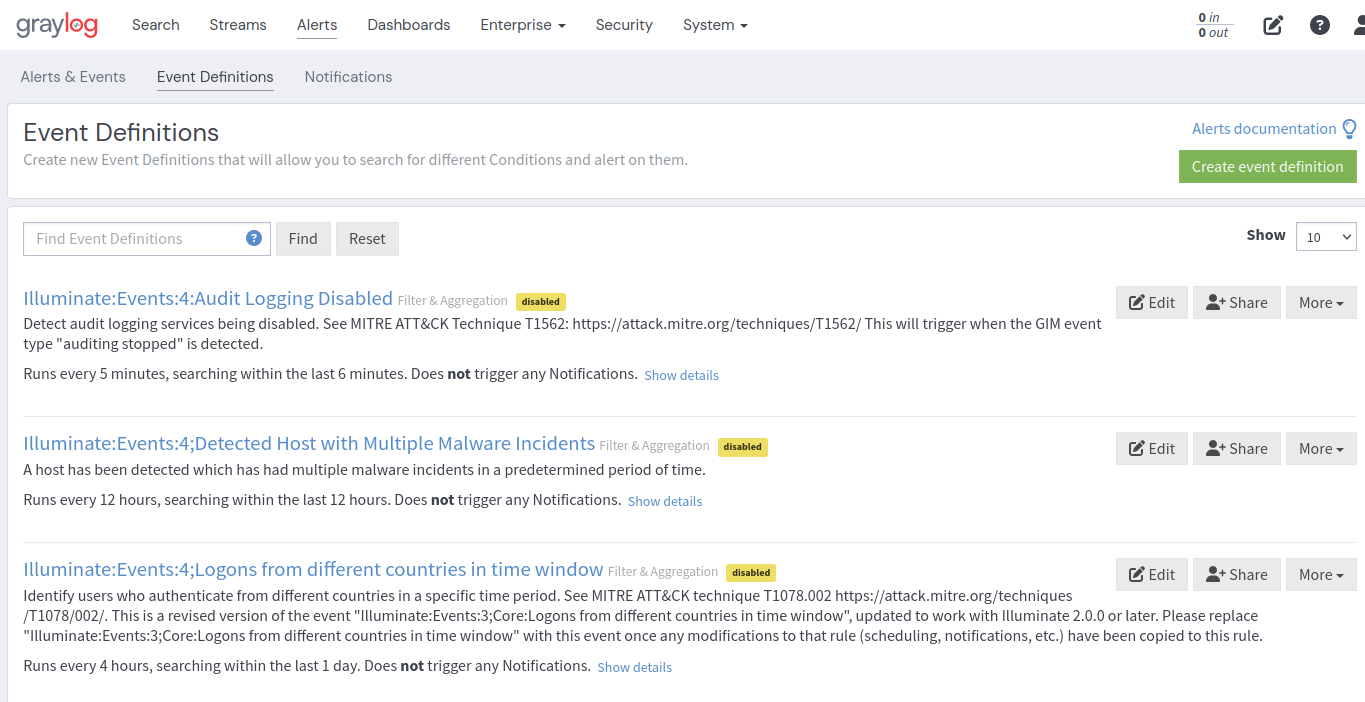 graylog Search Streams Alerts Dashboards Enterprise Security System 0 in
0 out
Alerts & Events Event Definitions Notifications
Event Definitions
Create new Event Definitions that will allow you to search for different Conditions and alert on them.
Alerts documentation
Create event definition
Find Event Definitions ? Find Reset Show 10
Illuminate:Events:4:Audit Logging Disabled Filter & Aggregation disabled Edit Share More
Detect audit logging services being disabled. See MITRE ATT&CK Technique T1562: https://attack.mitre.org/techniques/T1562/ This will trigger when the GIM event
type "auditing stopped" is detected.
Runs every 5 minutes, searching within the last 6 minutes. Does not trigger any Notifications. Show details
Illuminate:Events:4;Detected Host with Multiple Malware Incidents Filter & Aggregation disabled Edit Share More
A host has been detected which has had multiple malware incidents in a predetermined period of time.
Runs every 12 hours, searching within the last 12 hours. Does not trigger any Notifications. Show details
Illuminate:Events:4;Logons from different countries in time window Filter & Aggregation disabled Edit Share More
Identify users who authenticate from different countries in a specific time period. See MITRE ATT&CK technique T1078.002 https://attack.mitre.org/techniques
/T1078/002/. This is a revised version of the event "Illuminate:Events:3;Core:Logons from different countries in time window", updated to work with Illuminate 2.0.0 or later. Please replace
"Illuminate:Events:3;Core:Logons from different countries in time window" with this event once any modifications to that rule (scheduling, notifications, etc.) have been copied to this rule.
Runs every 4 hours, searching within the last 1 day. Does not trigger any Notifications. Show details